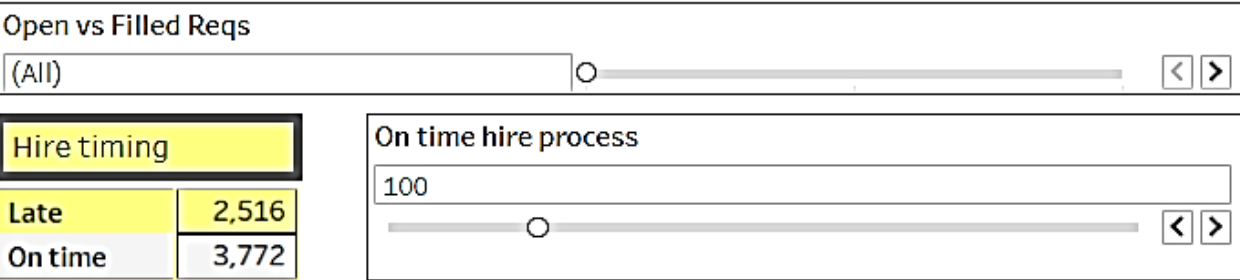 Open vs Filled Reqs
(All)
Hire timing
Late 2,516
On time 3,772
On time hire process
100